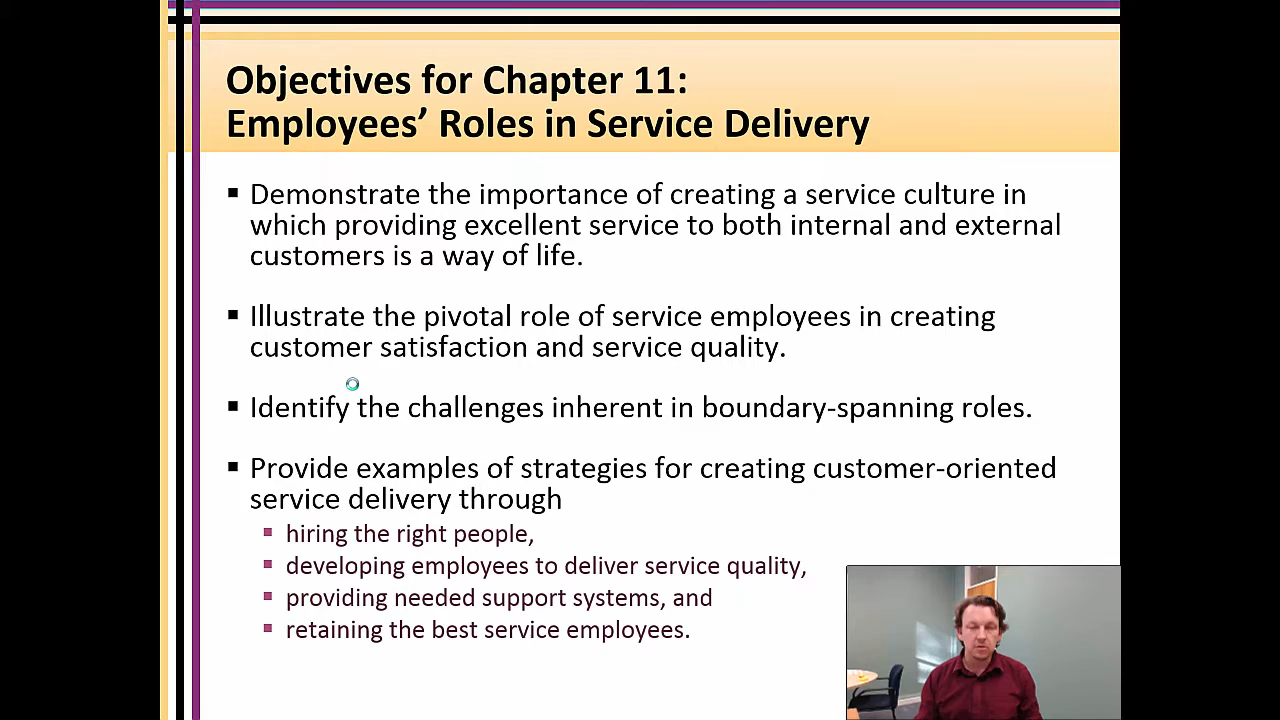 Objectives for Chapter 11:
Employees’ Roles in Service Delivery
▪ Demonstrate the importance of creating a service culture in
which providing excellent service to both internal and external
customers is a way of life.
▪ Illustrate the pivotal role of service employees in creating
customer satisfaction and service quality.
▪ Identify the challenges inherent in boundary-spanning roles.
▪ Provide examples of strategies for creating customer-oriented
service delivery through
▪ hiring the right people,
▪ developing employees to deliver service quality,
▪ providing needed support systems, and
▪ retaining the best service employees.